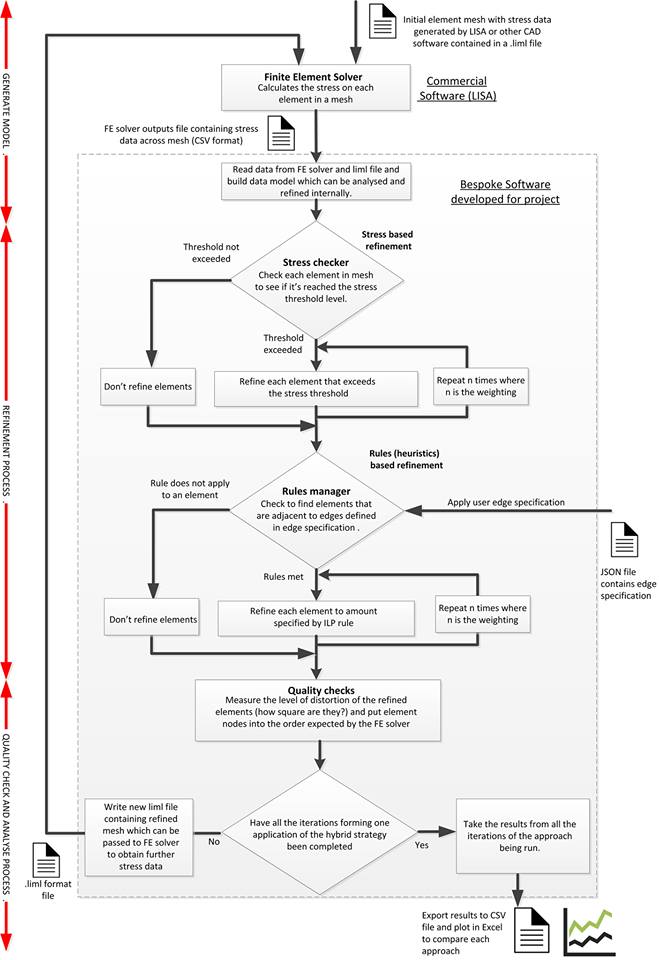 Initial element mesh with stress data
generated by LISA or other CAD
software contained in a .liml file
GENERATE MODEL .
Finite Element Solver
Calculates the stress on each
element in a mesh
Commercial
Software (LISA)
FE solver outputs file containing stress
data across mesh (CSV format)
Read data from FE solver and liml file and
build data model which can be analysed and
refined internally.
Bespoke Software
developed for project
REFINEMENT PROCESS .
Stress based
refinement
Threshold not
exceeded
Stress checker
Check each element in mesh
to see if it's reached the stress
threshold level.
Threshold
exceeded
Don't refine elements
Refine each element that exceeds
the stress threshold
Repeat n times where
n is the weighting
Rules (heuristics)
based refinement
Rule does not apply
to an element
Rules manager
Check to find elements that
are adjacent to edges defined
in edge specification .
Apply user edge specification
JSON file
contains edge
specification
Rules met
Don't refine elements
Refine each element to amount
specified by ILP rule
Repeat n times where
n is the weighting
QUALITY CHECK AND ANALYSE PROCESS .
Quality checks
Measure the level of distortion of the refined
elements (how square are they?) and put element
nodes into the order expected by the FE solver
Write new liml file
containing refined
mesh which can be
passed to FE solver
to obtain further
stress data
No
Have all the iterations forming one
application of the hybrid strategy
been completed
Yes
Take the results from all the
iterations of the approach
being run.
.liml format
file
Export results to CSV
file and plot in Excel
to compare each
approach